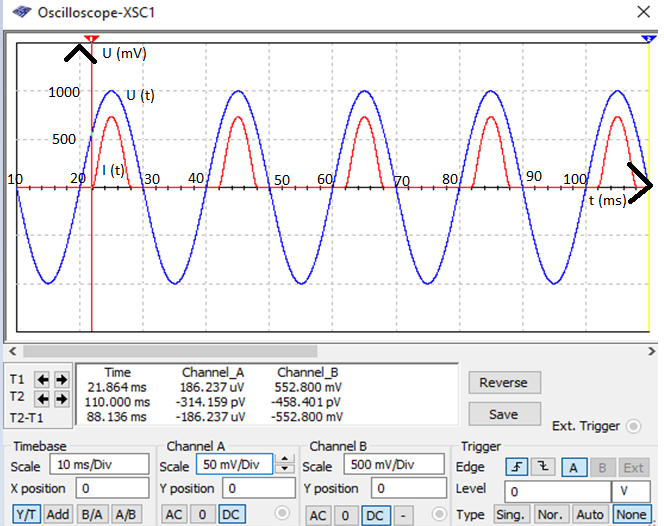 Oscilloscope-XSC1
U (mV)
1000
U (t)
500
I (t)
10 20 30 40 50 60 70 80 90 100
t (ms)
Time Channel_A Channel_B
T1 21.864 ms 186.237 uV 552.800 mV
T2 110.000 ms -314.159 pV -458.401 pV
T2-T1 88.136 ms -186.237 uV -552.800 mV
Reverse
Save
Ext. Trigger
Timebase Channel A Channel B Trigger
Scale 10 ms/Div Scale 50 mV/Div Scale 500 mV/Div Edge A B Ext
X position 0 Y position 0 Y position 0 Level 0 V
Y/T Add B/A A/B AC 0 DC AC 0 DC - Type Sing. Nor. Auto None